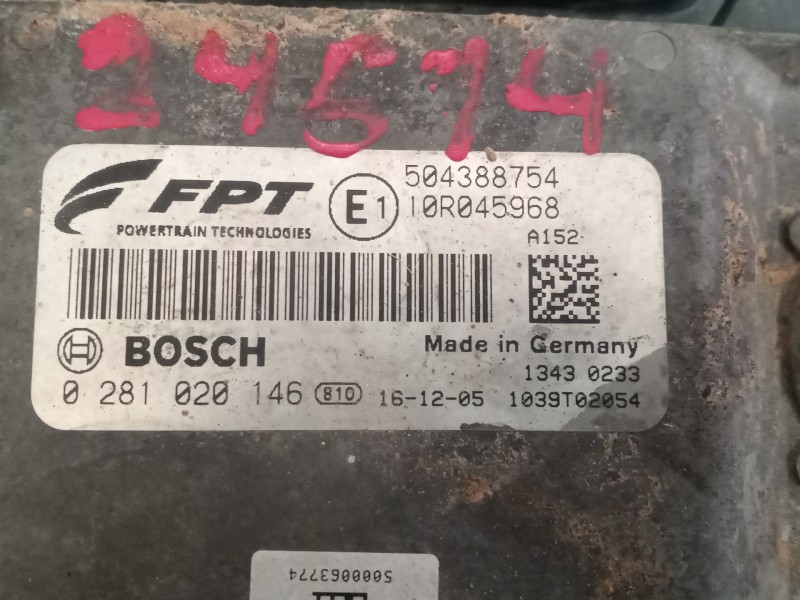 24574
FPT
POWERTRAIN TECHNOLOGIES
E1
504388754
10R045968
A152
BOSCH
Made in Germany
1343 0233
0 281 020 146 810 16-12-05 1039T02054
5000063774